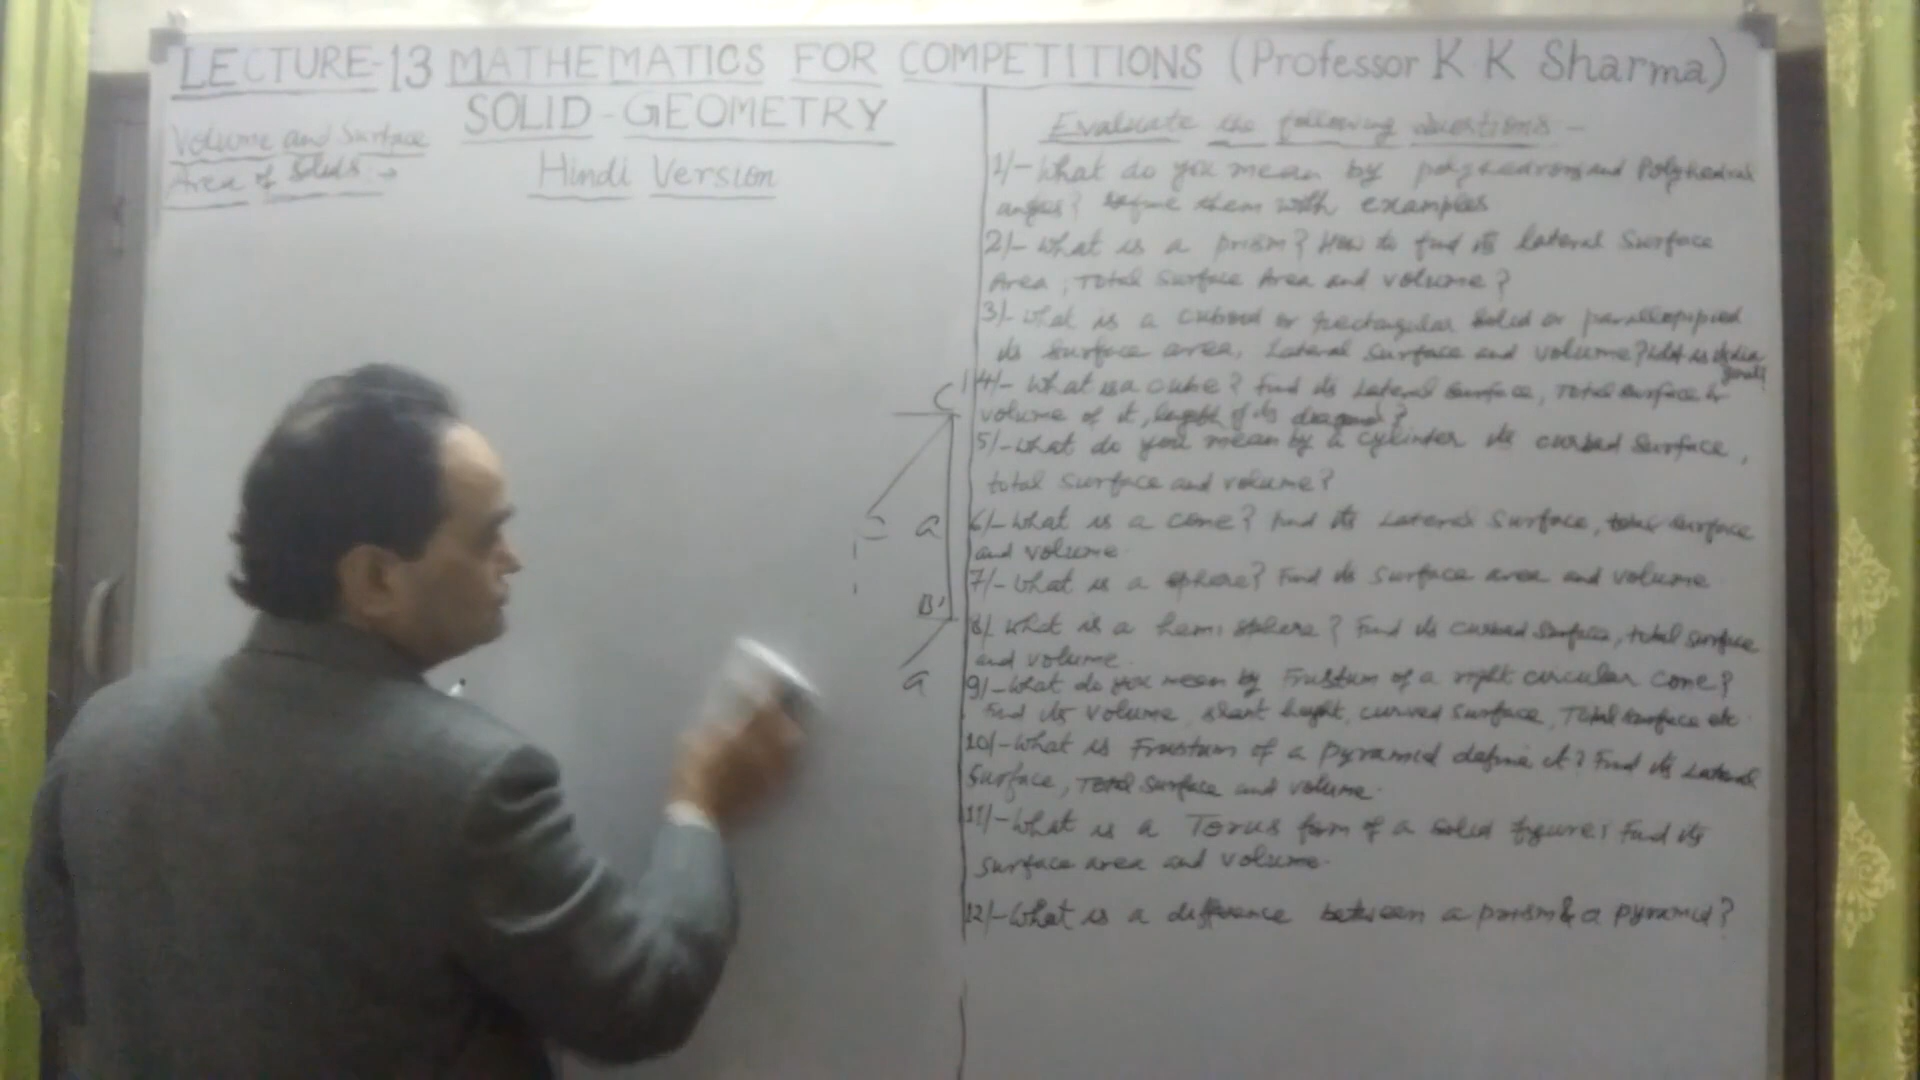 LECTURE-13 MATHEMATICS FOR COMPETITIONS (Professor K K Sharma)
SOLID-GEOMETRY
Hindi Version
Volume and Surface
Area of Solids →
Evaluate the following questions -
1/- What do you mean by polyhedrons and Polyhedral
angles? Define them with examples
2/- What is a prism? How to find its lateral Surface
Area, Total Surface Area and volume?
3/- What is a cuboid or rectangular Solid or parallopiped
its Surface area, Lateral Surface and volume? What is its diagonal?
4/- What is a cube? Find its Lateral Surface, Total surface &
volume of it, length of its diagonal?
5/- What do you mean by a cylinder its curved Surface,
total surface and volume?
6/- What is a cone? Find its Lateral Surface, total surface
and volume
7/- What is a sphere? Find its surface area and volume
8/- What is a hemi sphere? Find its curved surface, total surface
and volume.
9/- What do you mean by Frustum of a right circular cone?
Find its Volume, slant height, curved surface, Total surface etc.
10/- What is Frustum of a pyramid define it? Find its Lateral
Surface, Total surface and volume.
11/- What is a Torus form of a solid figure? Find its
surface area and volume.
12/- What is a difference between a prism & a pyramid?
C'
a
B'
a